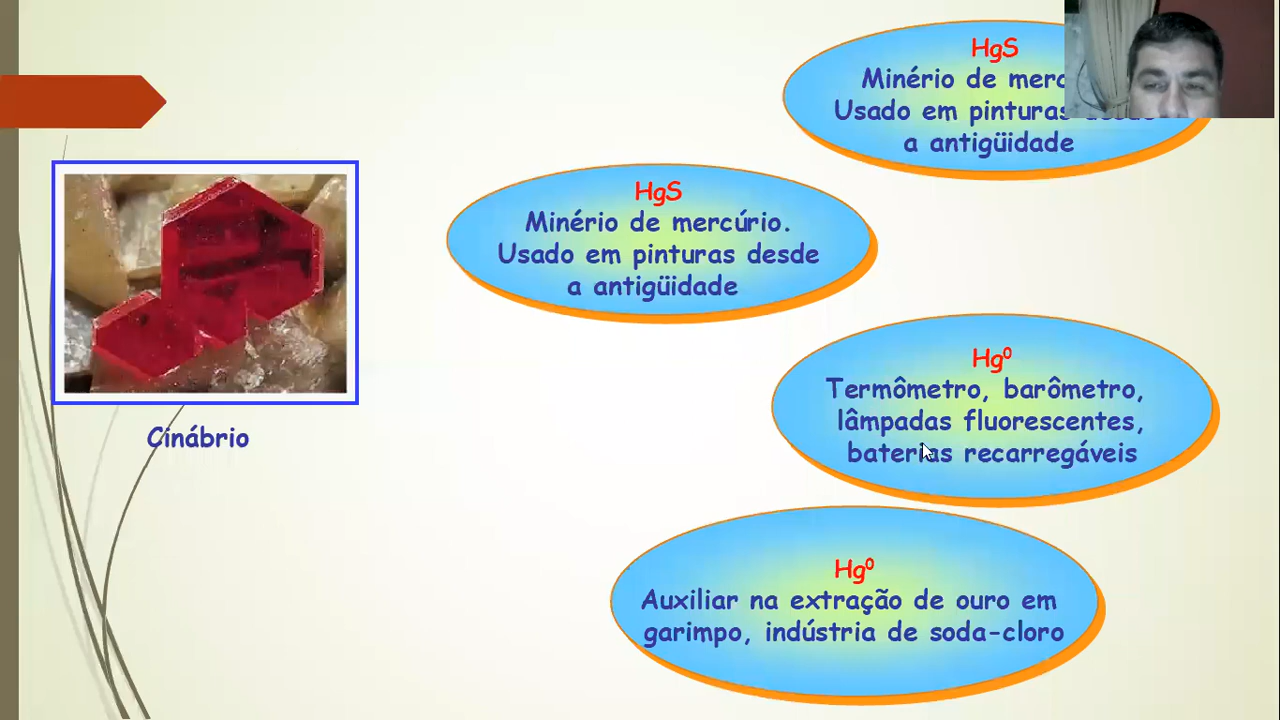 HgS
Minério de merc
Usado em pinturas
a antigüidade
HgS
Minério de mercúrio.
Usado em pinturas desde
a antigüidade
Hg⁰
Termômetro, barômetro,
lâmpadas fluorescentes,
baterias recarregáveis
Cinábrio
Hg⁰
Auxiliar na extração de ouro em
garimpo, indústria de soda-cloro